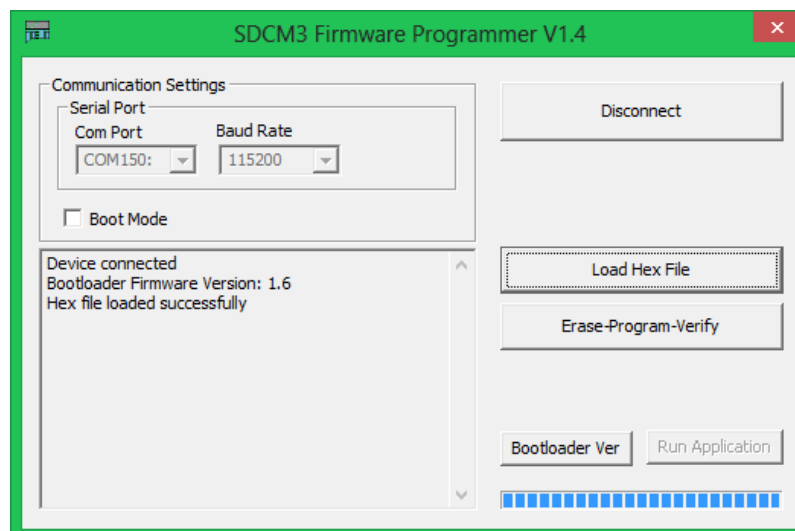 SDCM3 Firmware Programmer V1.4
Communication Settings
Serial Port
Com Port
Baud Rate
COM150:
115200
Boot Mode
Disconnect
Device connected
Bootloader Firmware Version: 1.6
Hex file loaded successfully
Load Hex File
Erase-Program-Verify
Bootloader Ver
Run Application